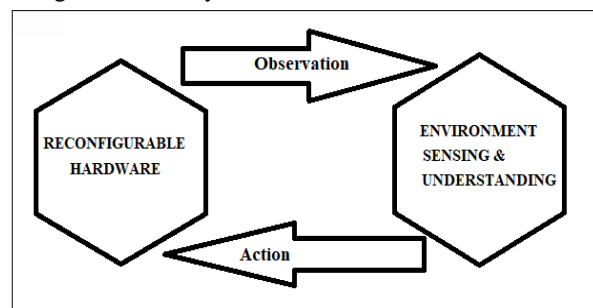 Observation
RECONFIGURABLE
HARDWARE
ENVIRONMENT
SENSING &
UNDERSTANDING
Action